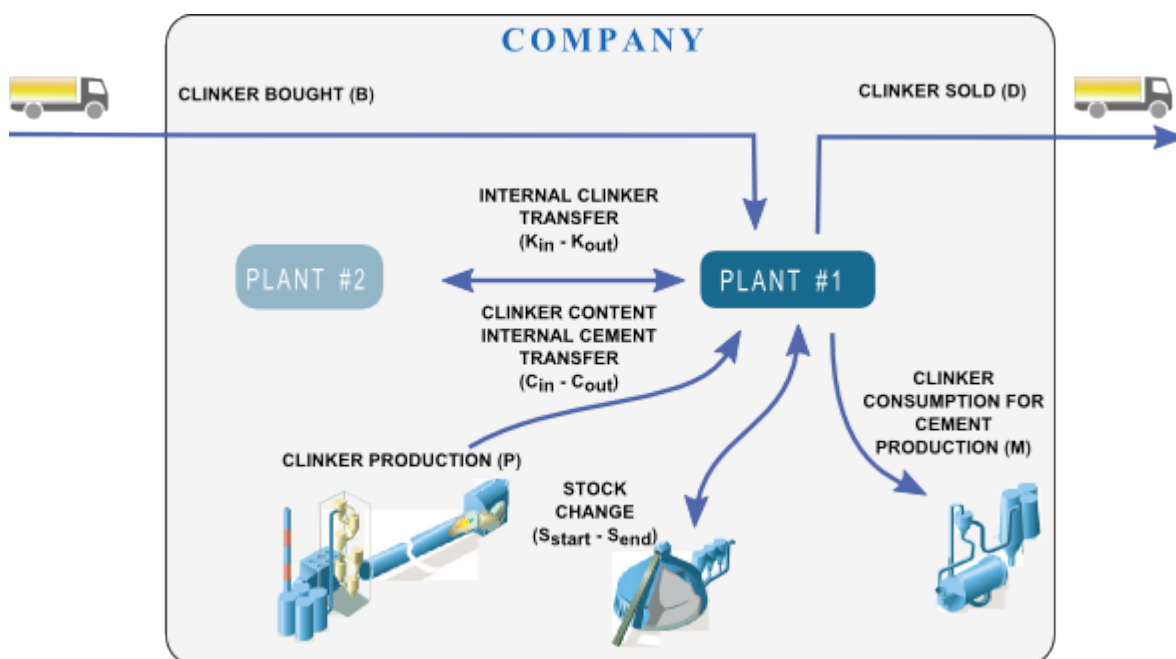 COMPANY
CLINKER BOUGHT (B)
CLINKER SOLD (D)
INTERNAL CLINKER
TRANSFER
(Kin - Kout)
PLANT #2
PLANT #1
CLINKER CONTENT
INTERNAL CEMENT
TRANSFER
(Cin - Cout)
CLINKER
CONSUMPTION FOR
CEMENT
PRODUCTION (M)
CLINKER PRODUCTION (P)
STOCK
CHANGE
(Sstart - Send)